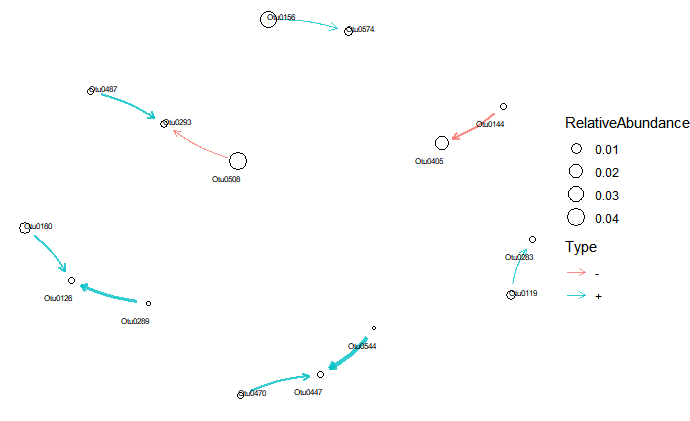 Otu0156
Otu0574
Otu0487
Otu0293
Otu0144
Otu0405
Otu0508
Otu0180
Otu0283
Otu0126
Otu0119
Otu0289
Otu0544
Otu0470
Otu0447
RelativeAbundance
0.01
0.02
0.03
0.04
Type
-
+